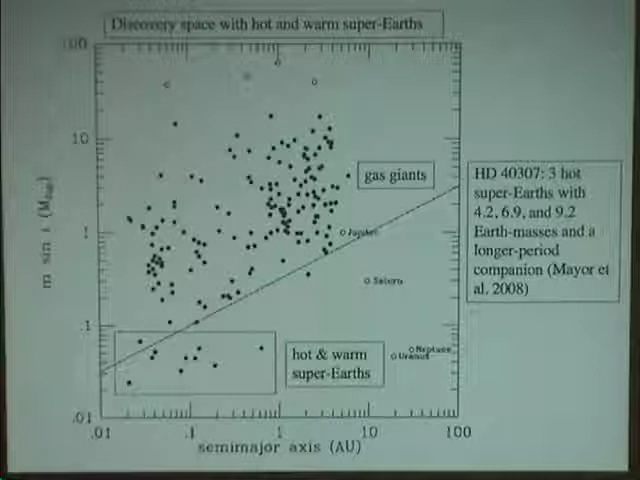 Discovery space with hot and warm super-Earths
100
10
1
.1
.01
m sin i (MJup)
gas giants
Jupiter
Saturn
Neptune
Uranus
hot & warm
super-Earths
HD 40307: 3 hot
super-Earths with
4.2, 6.9, and 9.2
Earth-masses and a
longer-period
companion (Mayor et
al. 2008)
.01
.1
1
10
100
semimajor axis (AU)